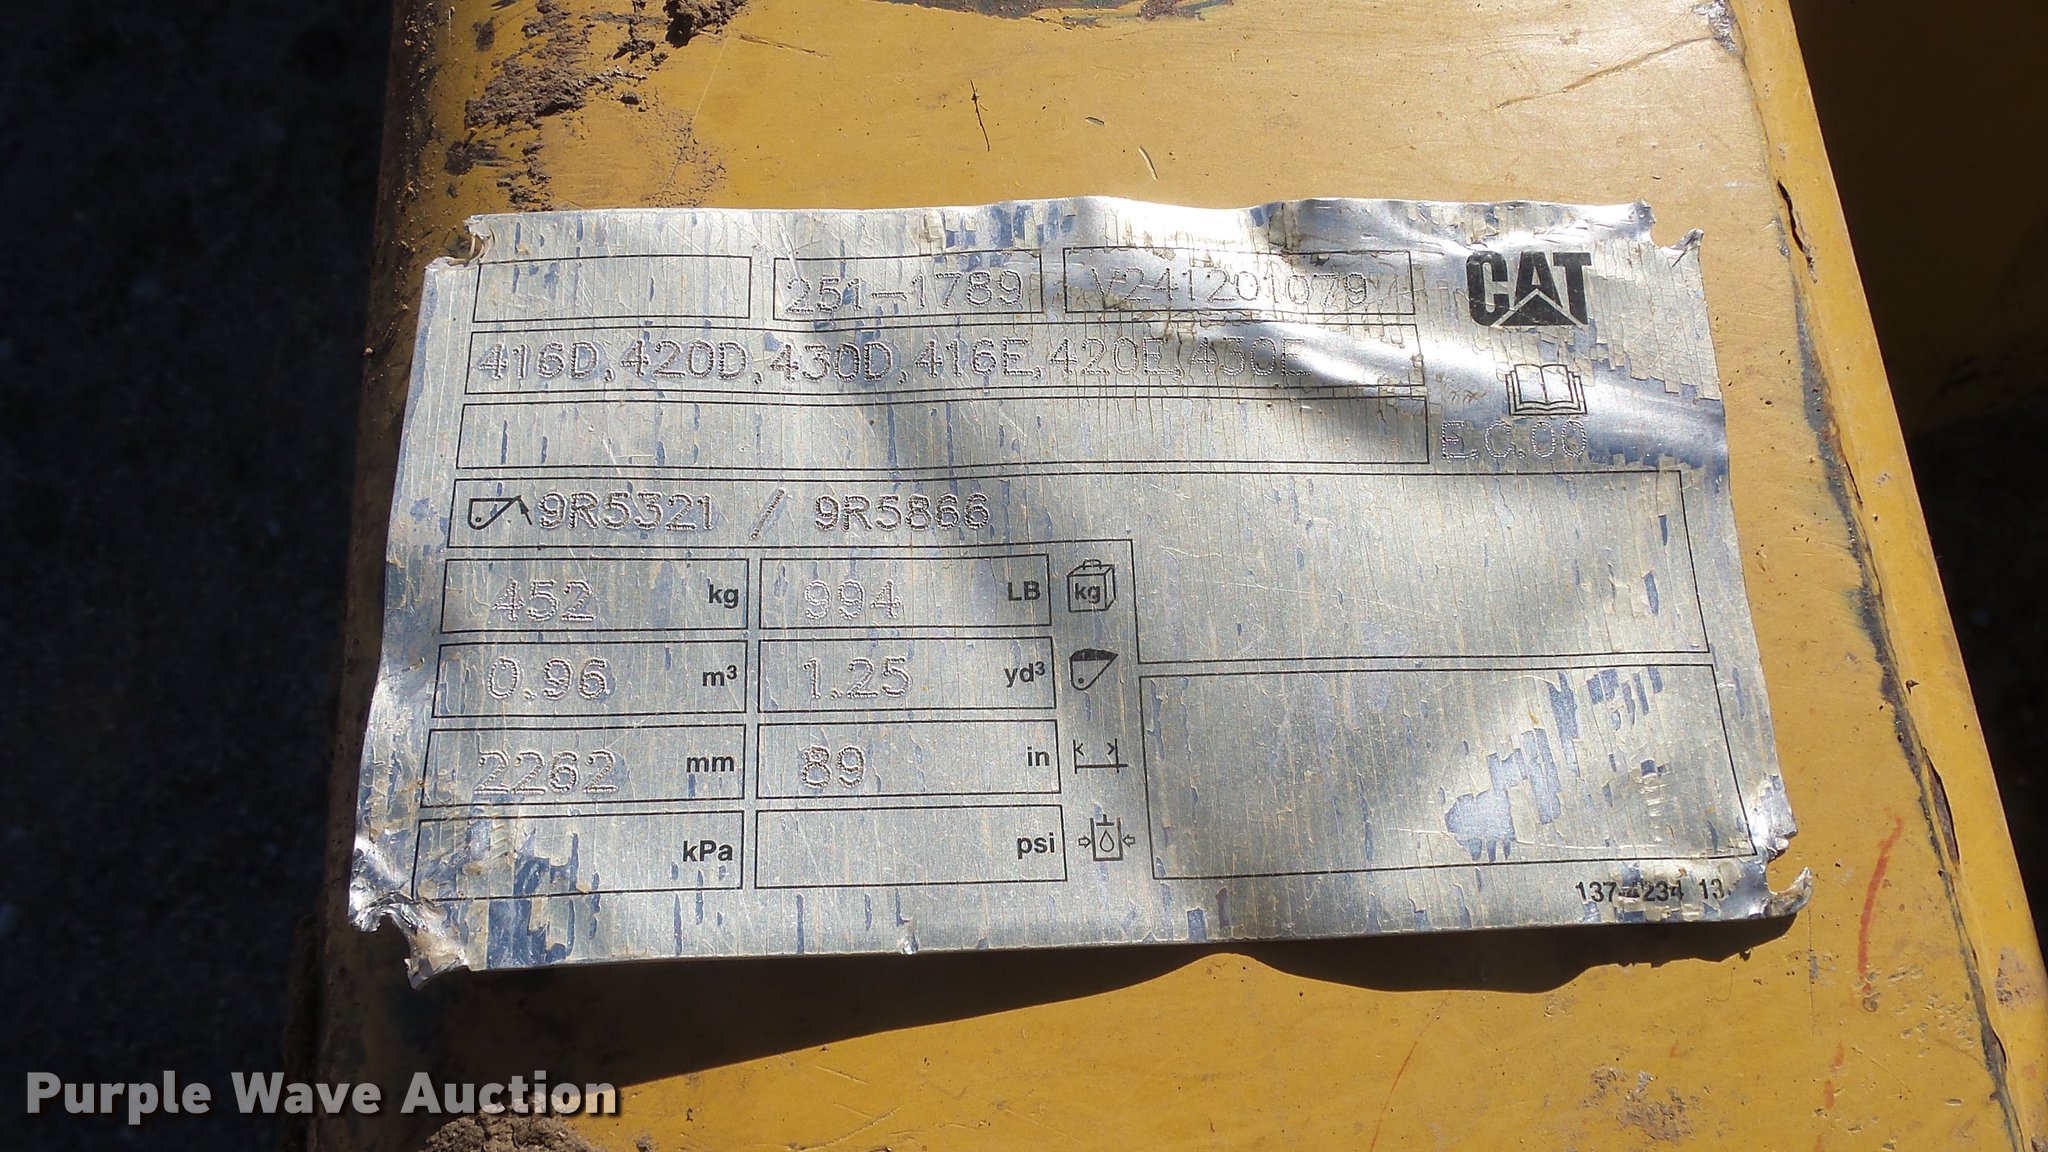 251-1789 V241201079 CAT
416D,420D,430D,416E,420E,430E
E.C.00
9R5321 / 9R5866
452 kg 994 LB kg
0.96 m³ 1.25 yd³
2262 mm 89 in
kPa psi
137-4234 13
Purple Wave Auction